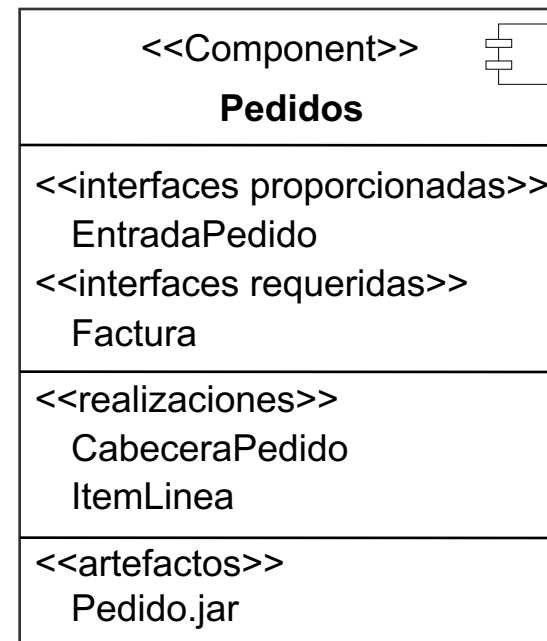 <<Component>>
Pedidos
<<interfaces proporcionadas>>
EntradaPedido
<<interfaces requeridas>>
Factura
<<realizaciones>>
CabeceraPedido
ItemLinea
<<artefactos>>
Pedido.jar